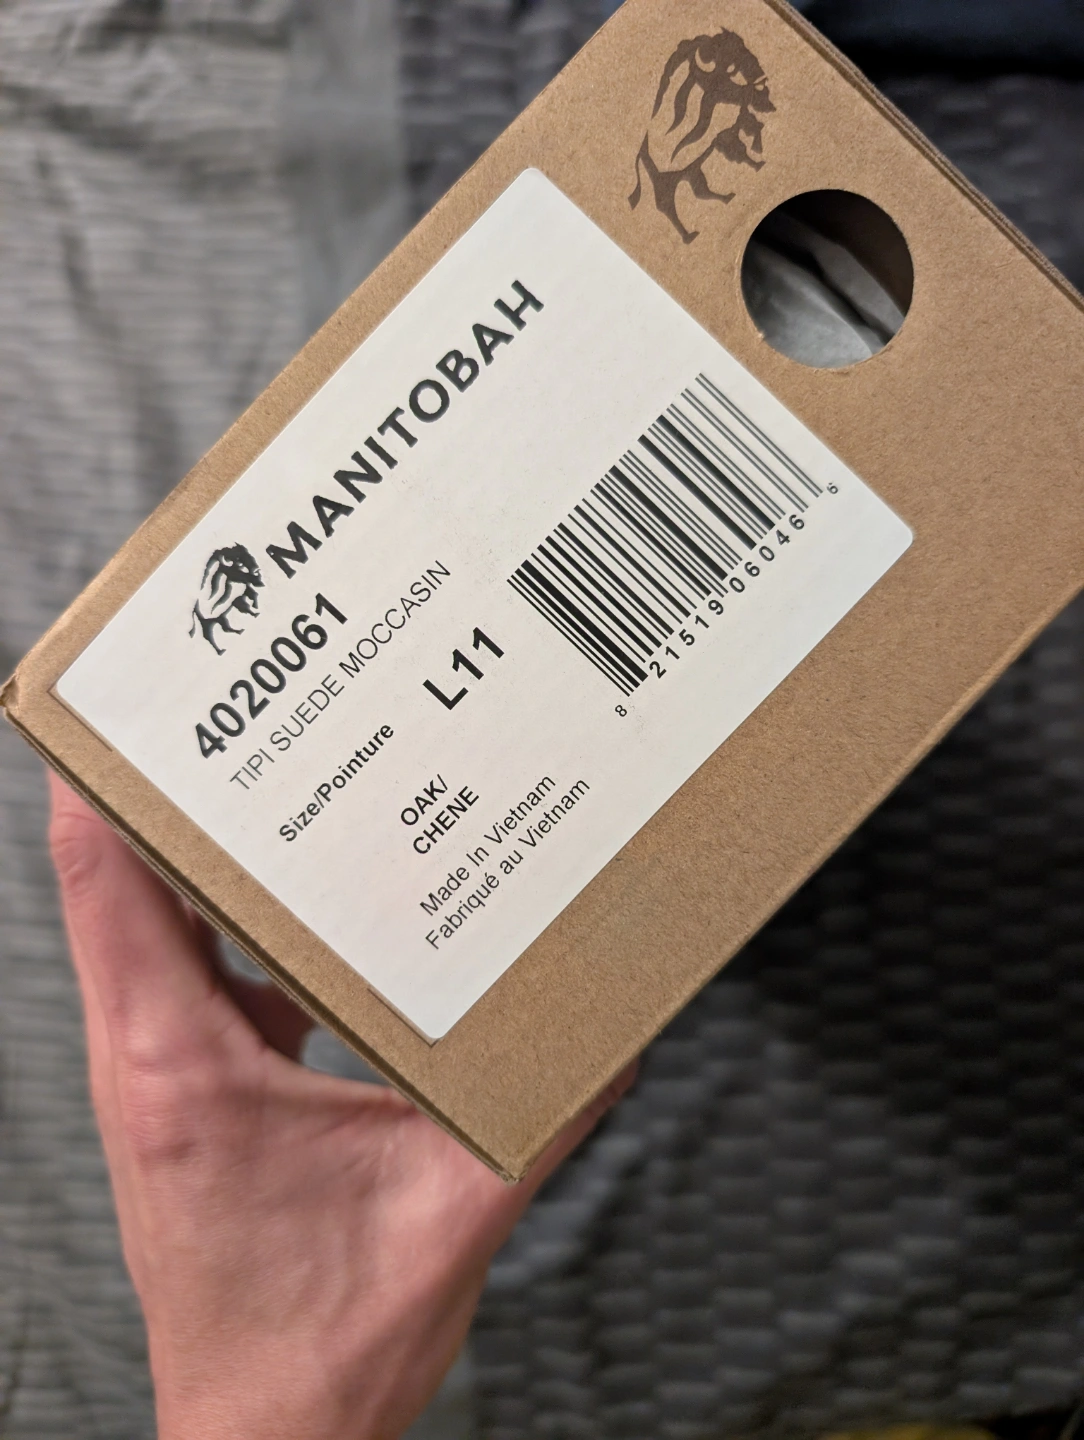 MANITOBAH
4020061
TIPI SUEDE MOCCASIN
Size/Pointure L11
OAK/
CHENE
Made In Vietnam
Fabriqué au Vietnam
8 21519 06046 6